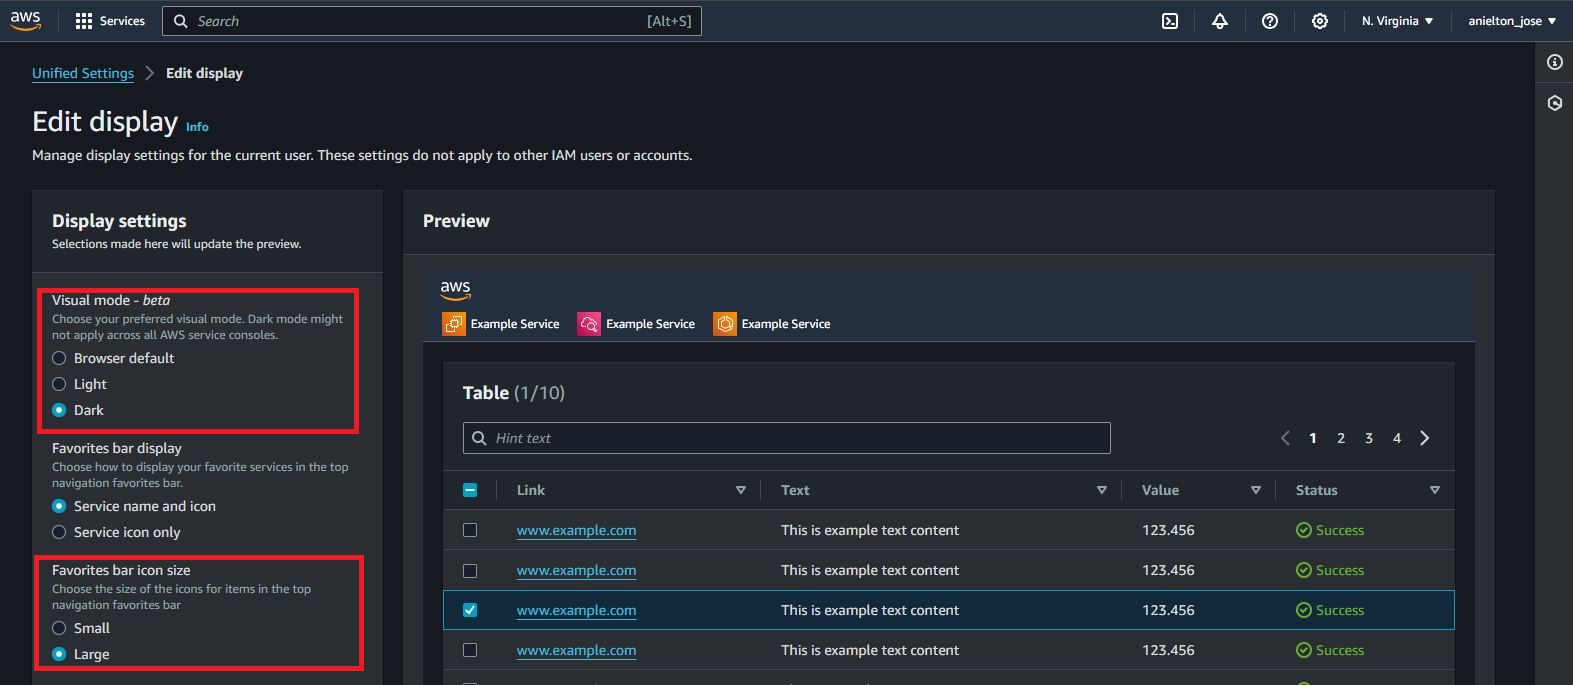 aws Services Search [Alt+S] N. Virginia anielton_jose
Unified Settings Edit display
Edit display Info
Manage display settings for the current user. These settings do not apply to other IAM users or accounts.
Display settings
Selections made here will update the preview.
Visual mode - beta
Choose your preferred visual mode. Dark mode might
not apply across all AWS service consoles.
Browser default
Light
Dark
Favorites bar display
Choose how to display your favorite services in the top
navigation favorites bar.
Service name and icon
Service icon only
Favorites bar icon size
Choose the size of the icons for items in the top
navigation favorites bar
Small
Large
Preview
aws
Example Service Example Service Example Service
Table (1/10)
Hint text 1 2 3 4
Link Text Value Status
www.example.com This is example text content 123.456 Success
www.example.com This is example text content 123.456 Success
www.example.com This is example text content 123.456 Success
www.example.com This is example text content 123.456 Success